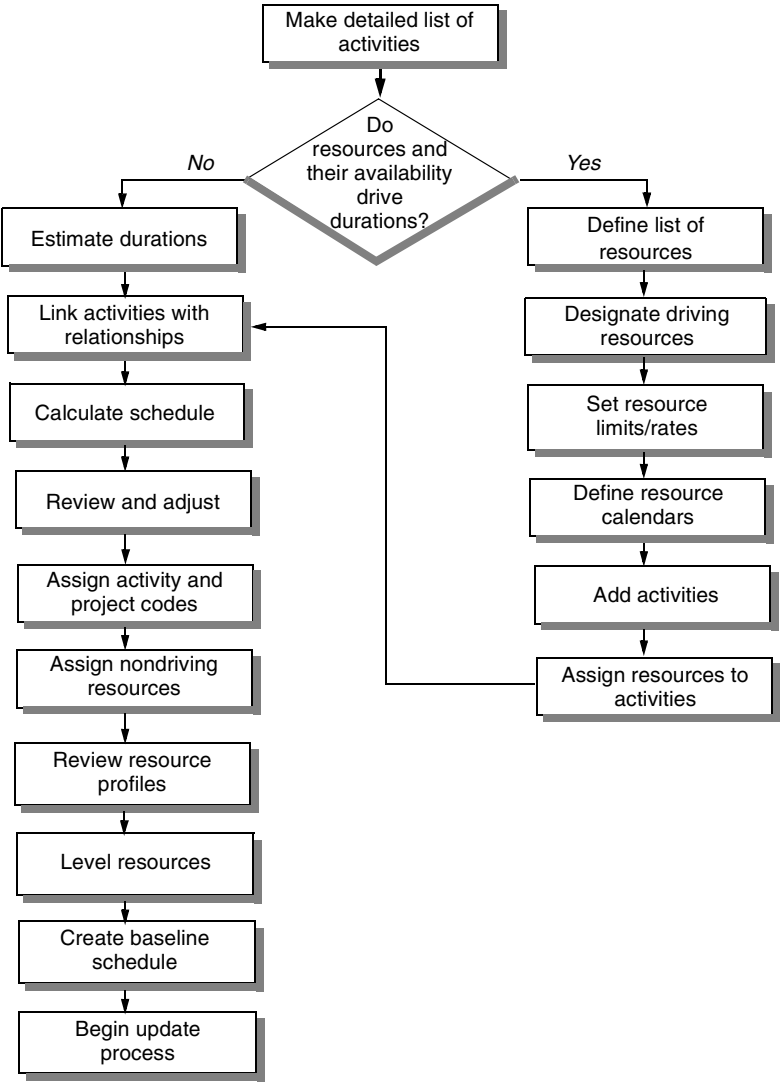 Make detailed list of
activities
Do
resources and
their availability
drive
durations?
No
Yes
Estimate durations
Link activities with
relationships
Calculate schedule
Review and adjust
Assign activity and
project codes
Assign nondriving
resources
Review resource
profiles
Level resources
Create baseline
schedule
Begin update
process
Define list of
resources
Designate driving
resources
Set resource
limits/rates
Define resource
calendars
Add activities
Assign resources to
activities